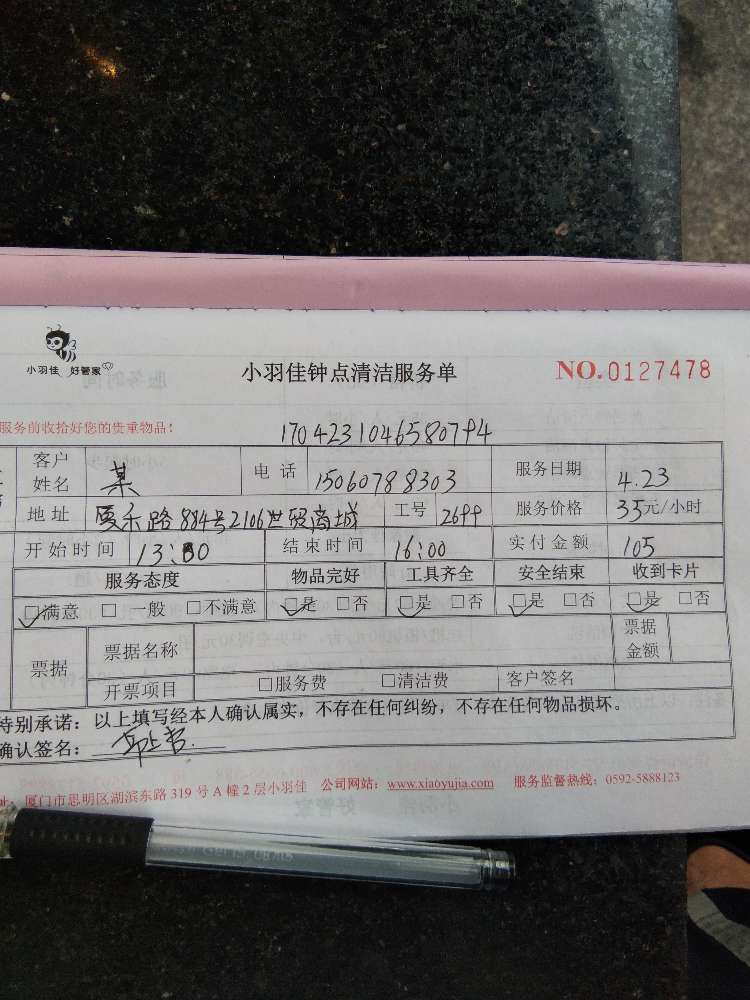 小羽佳 好管家
小羽佳钟点清洁服务单
NO.0127478
服务前收拾好您的贵重物品!
1704231046580794
客户姓名 某 电话 15060788303 服务日期 4.23
地址 厦禾路884号2106世贸商城 工号 2699 服务价格 35元/小时
开始时间 13:00 结束时间 16:00 实付金额 105
服务态度 物品完好 工具齐全 安全结束 收到卡片
☑满意 □一般 □不满意 ☑是 □否 ☑是 □否 ☑是 □否 ☑是 □否
票据 票据名称 票据金额
开票项目 □服务费 □清洁费 客户签名
特别承诺:以上填写经本人确认属实,不存在任何纠纷,不存在任何物品损坏。
确认签名:
址:厦门市思明区湖滨东路 319 号 A 幢 2 层小羽佳 公司网站:www.xiaoyujia.com 服务监督热线:0592-5888123